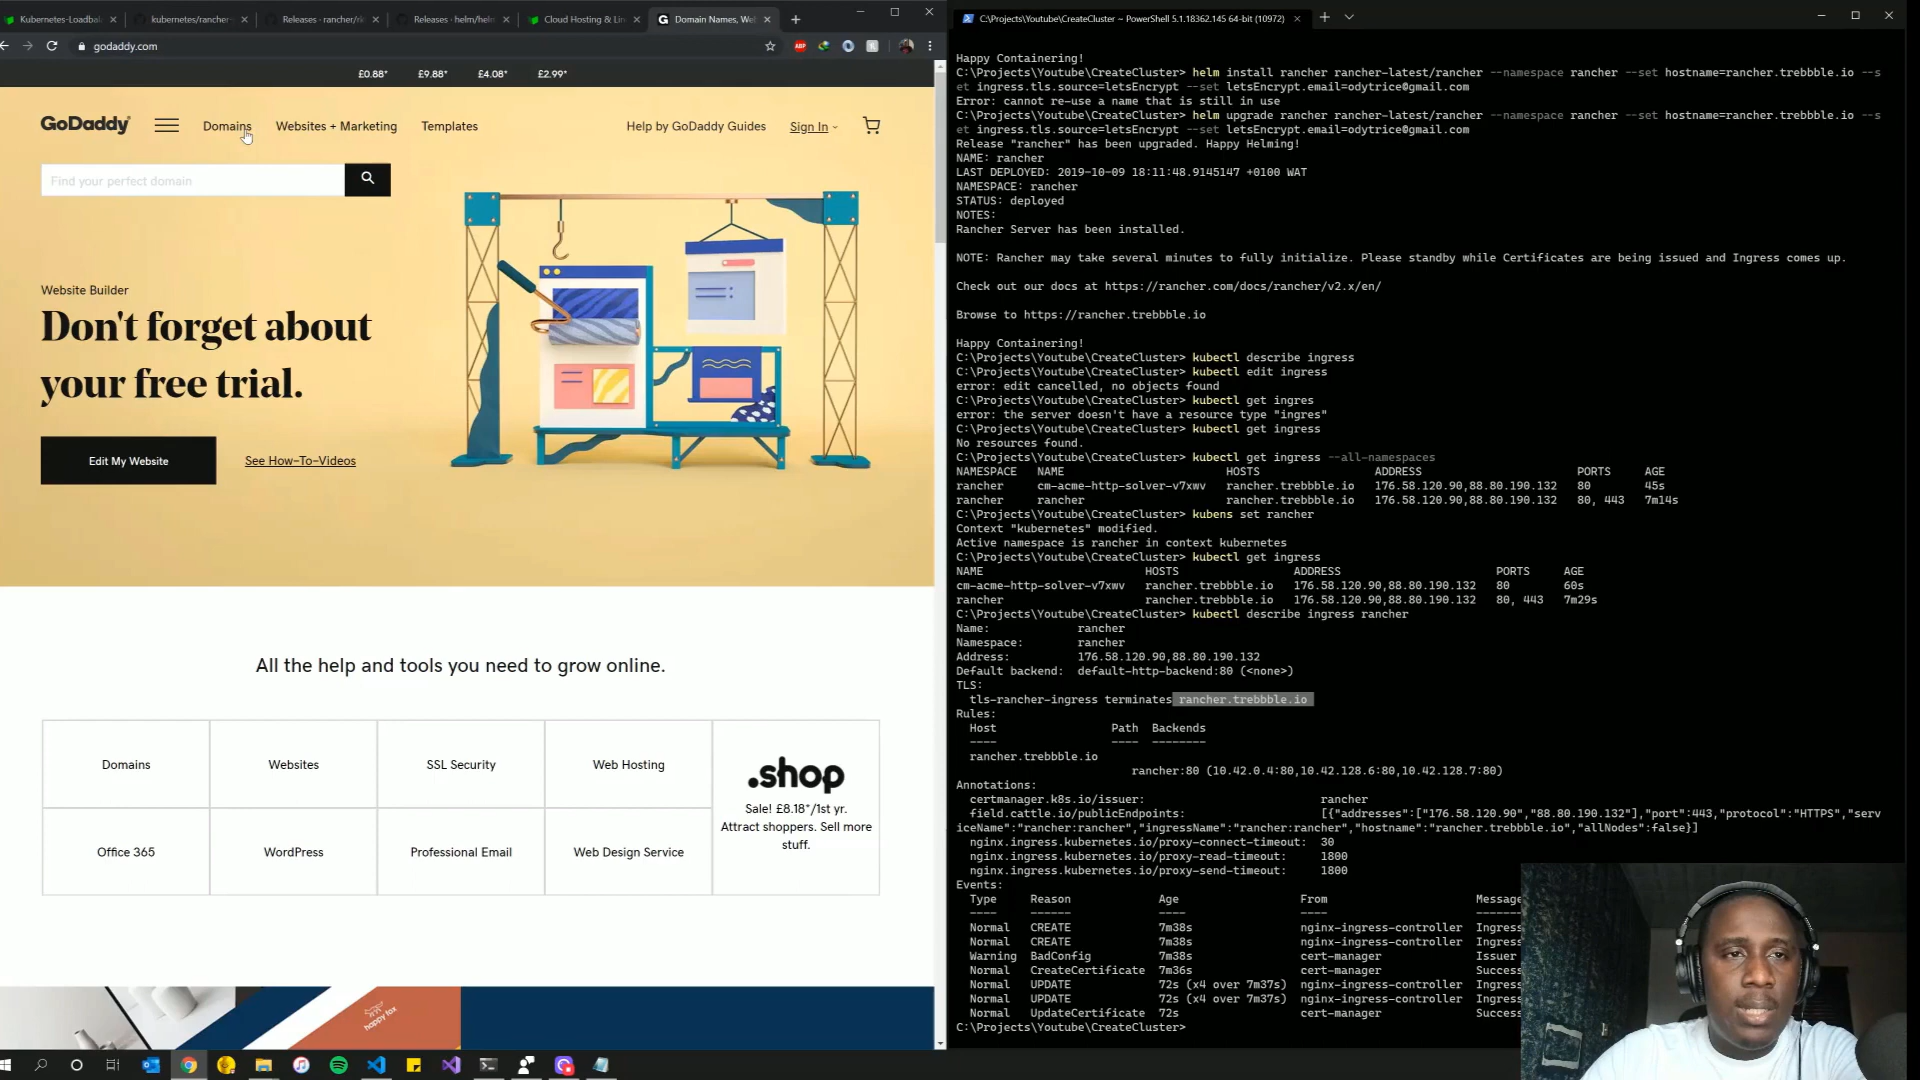 Kubernetes-Loadbal
kubernetes/rancher-
Releases · rancher/rk
Releases · helm/helm
Cloud Hosting & Lin
Domain Names, We
godaddy.com
£0.88* £9.88* £4.08* £2.99*
GoDaddy
Domains
Websites + Marketing
Templates
Help by GoDaddy Guides
Sign In
Find your perfect domain
Website Builder
Don't forget about
your free trial.
Edit My Website
See How-To-Videos
All the help and tools you need to grow online.
Domains
Websites
SSL Security
Web Hosting
.shop
Sale! £8.18*/1st yr.
Attract shoppers. Sell more
stuff.
Office 365
WordPress
Professional Email
Web Design Service
happy fox
C:\Projects\Youtube\CreateCluster ~ PowerShell 5.1.18362.145 64-bit (10972)
Happy Containering!
C:\Projects\Youtube\CreateCluster> helm install rancher rancher-latest/rancher --namespace rancher --set hostname=rancher.trebbble.io --s
et ingress.tls.source=letsEncrypt --set letsEncrypt.email=odytrice@gmail.com
Error: cannot re-use a name that is still in use
C:\Projects\Youtube\CreateCluster> helm upgrade rancher rancher-latest/rancher --namespace rancher --set hostname=rancher.trebbble.io --s
et ingress.tls.source=letsEncrypt --set letsEncrypt.email=odytrice@gmail.com
Release "rancher" has been upgraded. Happy Helming!
NAME: rancher
LAST DEPLOYED: 2019-10-09 18:11:48.9145147 +0100 WAT
NAMESPACE: rancher
STATUS: deployed
NOTES:
Rancher Server has been installed.
NOTE: Rancher may take several minutes to fully initialize. Please standby while Certificates are being issued and Ingress comes up.
Check out our docs at https://rancher.com/docs/rancher/v2.x/en/
Browse to https://rancher.trebbble.io
Happy Containering!
C:\Projects\Youtube\CreateCluster> kubectl describe ingress
C:\Projects\Youtube\CreateCluster> kubectl edit ingress
error: edit cancelled, no objects found
C:\Projects\Youtube\CreateCluster> kubectl get ingres
error: the server doesn't have a resource type "ingres"
C:\Projects\Youtube\CreateCluster> kubectl get ingress
No resources found.
C:\Projects\Youtube\CreateCluster> kubectl get ingress --all-namespaces
NAMESPACE NAME HOSTS ADDRESS PORTS AGE
rancher cm-acme-http-solver-v7xwv rancher.trebbble.io 176.58.120.90,88.80.190.132 80 45s
rancher rancher rancher.trebbble.io 176.58.120.90,88.80.190.132 80, 443 7m14s
C:\Projects\Youtube\CreateCluster> kubens set rancher
Context "kubernetes" modified.
Active namespace is rancher in context kubernetes
C:\Projects\Youtube\CreateCluster> kubectl get ingress
NAME HOSTS ADDRESS PORTS AGE
cm-acme-http-solver-v7xwv rancher.trebbble.io 176.58.120.90,88.80.190.132 80 60s
rancher rancher.trebbble.io 176.58.120.90,88.80.190.132 80, 443 7m29s
C:\Projects\Youtube\CreateCluster> kubectl describe ingress rancher
Name: rancher
Namespace: rancher
Address: 176.58.120.90,88.80.190.132
Default backend: default-http-backend:80 (<none>)
TLS:
tls-rancher-ingress terminates rancher.trebbble.io
Rules:
Host Path Backends
---- ---- --------
rancher.trebbble.io
rancher:80 (10.42.0.4:80,10.42.128.6:80,10.42.128.7:80)
Annotations:
certmanager.k8s.io/issuer: rancher
field.cattle.io/publicEndpoints: [{"addresses":["176.58.120.90","88.80.190.132"],"port":443,"protocol":"HTTPS","serv
iceName":"rancher:rancher","ingressName":"rancher:rancher","hostname":"rancher.trebbble.io","allNodes":false}]
nginx.ingress.kubernetes.io/proxy-connect-timeout: 30
nginx.ingress.kubernetes.io/proxy-read-timeout: 1800
nginx.ingress.kubernetes.io/proxy-send-timeout: 1800
Events:
Type Reason Age From Message
---- ------ ---- ---- -------
Normal CREATE 7m38s nginx-ingress-controller Ingress
Normal CREATE 7m38s nginx-ingress-controller Ingress
Warning BadConfig 7m38s cert-manager Issuer
Normal CreateCertificate 7m36s cert-manager Success
Normal UPDATE 72s (x4 over 7m37s) nginx-ingress-controller Ingress
Normal UPDATE 72s (x4 over 7m37s) nginx-ingress-controller Ingress
Normal UpdateCertificate 72s cert-manager Success
C:\Projects\Youtube\CreateCluster>